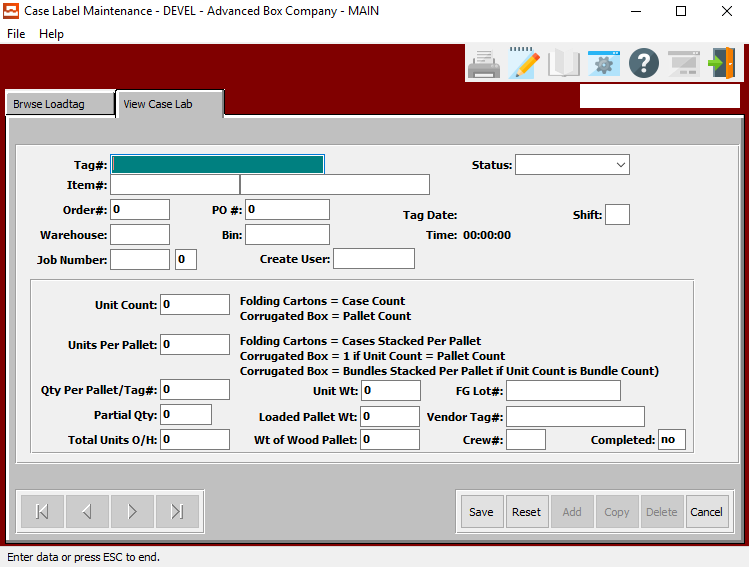 Case Label Maintenance - DEVEL - Advanced Box Company - MAIN
File Help
Brwse Loadtag View Case Lab
Tag#: Status:
Item#:
Order#: 0 PO #: 0 Tag Date: Shift:
Warehouse: Bin: Time: 00:00:00
Job Number: 0 Create User:
Unit Count: 0 Folding Cartons = Case Count
Corrugated Box = Pallet Count
Units Per Pallet: 0 Folding Cartons = Cases Stacked Per Pallet
Corrugated Box = 1 if Unit Count = Pallet Count
Corrugated Box = Bundles Stacked Per Pallet if Unit Count is Bundle Count)
Qty Per Pallet/Tag#: 0 Unit Wt: 0 FG Lot#:
Partial Qty: 0 Loaded Pallet Wt: 0 Vendor Tag#:
Total Units O/H: 0 Wt of Wood Pallet: 0 Crew#: Completed: no
Save Reset Add Copy Delete Cancel
Enter data or press ESC to end.